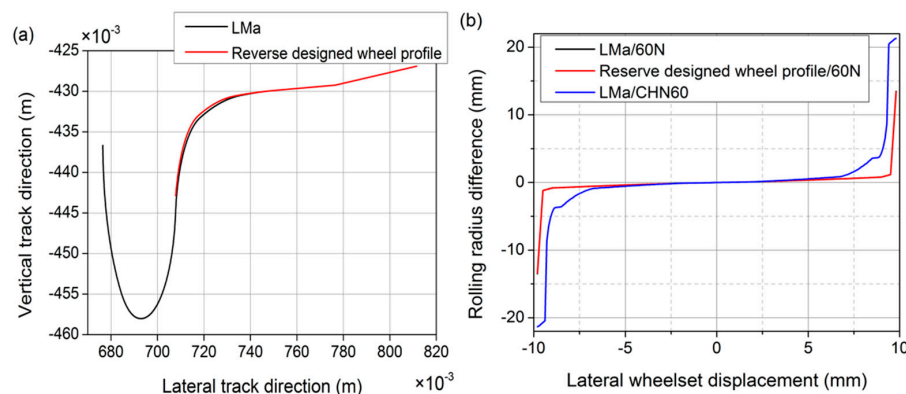 (a)
LMa
Reverse designed wheel profile
×10⁻³
-425
-430
-435
-440
-445
-450
-455
-460
Vertical track direction (m)
680 700 720 740 760 780 800 820
Lateral track direction (m) ×10⁻³
(b)
LMa/60N
Reserve designed wheel profile/60N
LMa/CHN60
20
10
0
-10
-20
Rolling radius difference (mm)
-10 -5 0 5 10
Lateral wheelset displacement (mm)